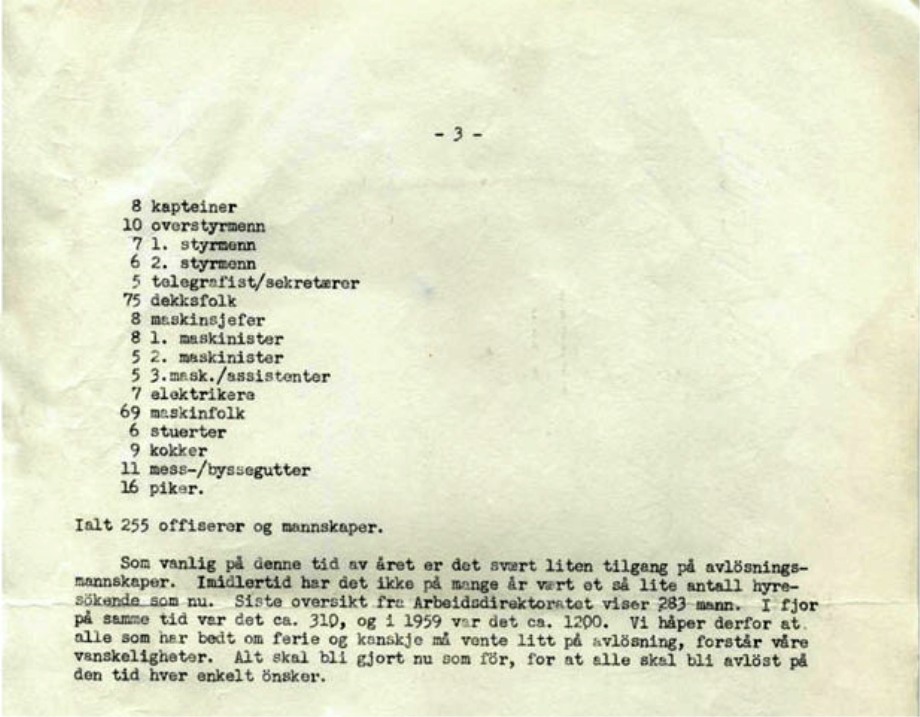 - 3 -
8 kapteiner
10 overstyrmenn
7 1. styrmenn
6 2. styrmenn
5 telegrafist/sekretærer
75 dekksfolk
8 maskinsjefer
8 1. maskinister
5 2. maskinister
5 3.mask./assistenter
7 elektrikere
69 maskinfolk
6 stuerter
9 kokker
11 mess-/byssegutter
16 piker.
Ialt 255 offiserer og mannskaper.
Som vanlig på denne tid av året er det svært liten tilgang på avlösnings-
mannskaper. Imidlertid har det ikke på mange år vært et så lite antall hyre-
sökende som nu. Siste oversikt fra Arbeidsdirektoratet viser 283 mann. I fjor
på samme tid var det ca. 310, og i 1959 var det ca. 1200. Vi håper derfor at
alle som har bedt om ferie og kanskje må vente litt på avlösning, forstår våre
vanskeligheter. Alt skal bli gjort nu som för, for at alle skal bli avlöst på
den tid hver enkelt önsker.